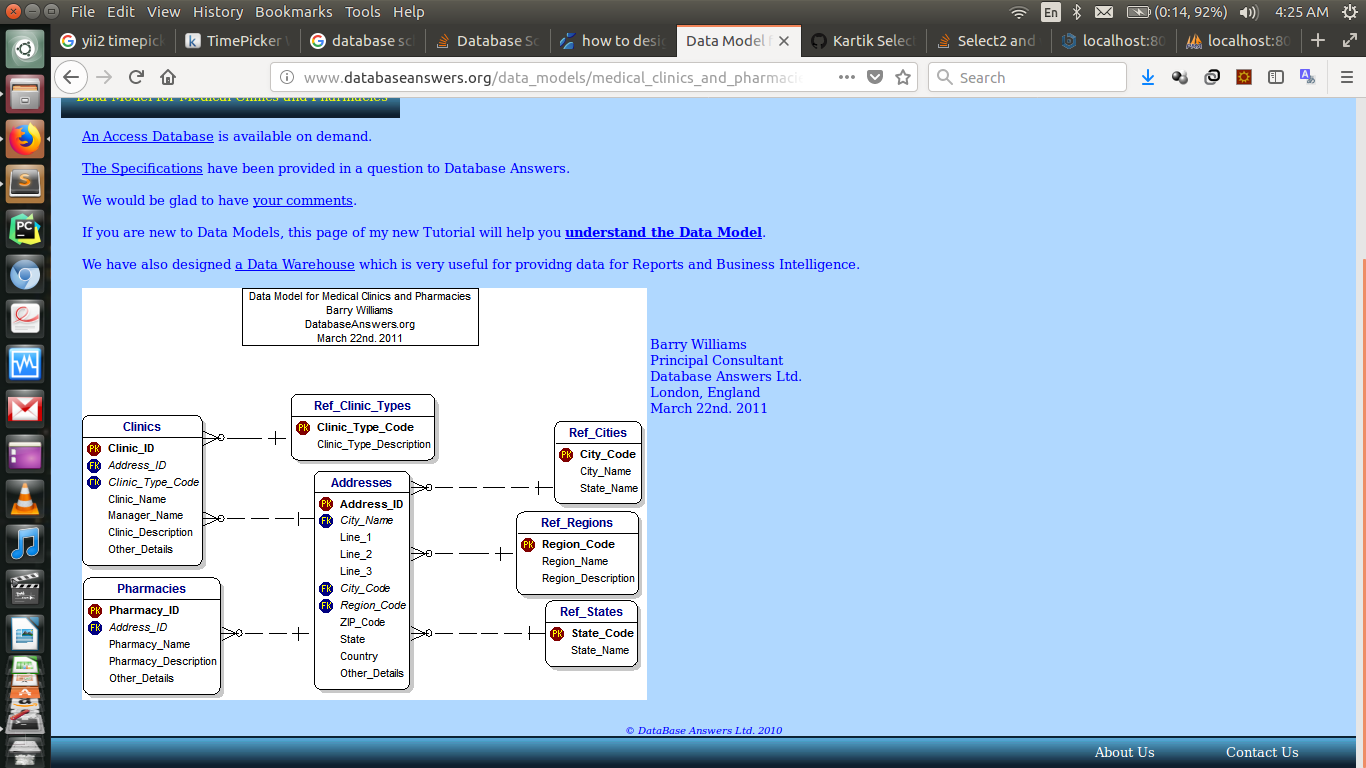 File Edit View History Bookmarks Tools Help
En (0:14, 92%) 4:25 AM
yii2 timepick TimePicker database sc Database Sc how to desig Data Model f Kartik Select Select2 and localhost:80 localhost:80
www.databaseanswers.org/data_models/medical_clinics_and_pharmacie Search
Data Model for Medical Clinics and Pharmacies
An Access Database is available on demand.
The Specifications have been provided in a question to Database Answers.
We would be glad to have your comments.
If you are new to Data Models, this page of my new Tutorial will help you understand the Data Model.
We have also designed a Data Warehouse which is very useful for providng data for Reports and Business Intelligence.
Data Model for Medical Clinics and Pharmacies
Barry Williams
DatabaseAnswers.org
March 22nd. 2011
Barry Williams
Principal Consultant
Database Answers Ltd.
London, England
March 22nd. 2011
Clinics
PK Clinic_ID
FK Address_ID
FK Clinic_Type_Code
Clinic_Name
Manager_Name
Clinic_Description
Other_Details
Ref_Clinic_Types
PK Clinic_Type_Code
Clinic_Type_Description
Addresses
PK Address_ID
FK City_Name
Line_1
Line_2
Line_3
FK City_Code
FK Region_Code
ZIP_Code
State
Country
Other_Details
Ref_Cities
PK City_Code
City_Name
State_Name
Ref_Regions
PK Region_Code
Region_Name
Region_Description
Ref_States
PK State_Code
State_Name
Pharmacies
PK Pharmacy_ID
FK Address_ID
Pharmacy_Name
Pharmacy_Description
Other_Details
© DataBase Answers Ltd. 2010
About Us Contact Us